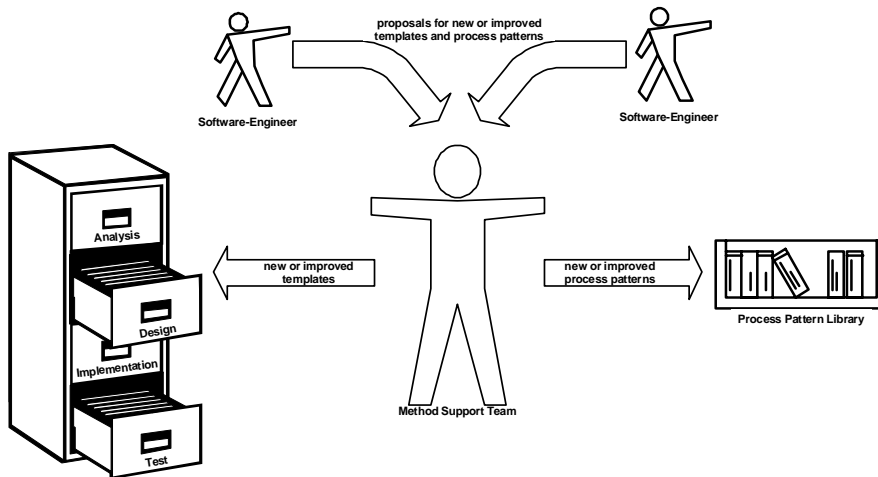 proposals for new or improved
templates and process patterns
Software-Engineer
Software-Engineer
Analysis
new or improved
templates
new or improved
process patterns
Design
Process Pattern Library
Implementation
Method Support Team
Test